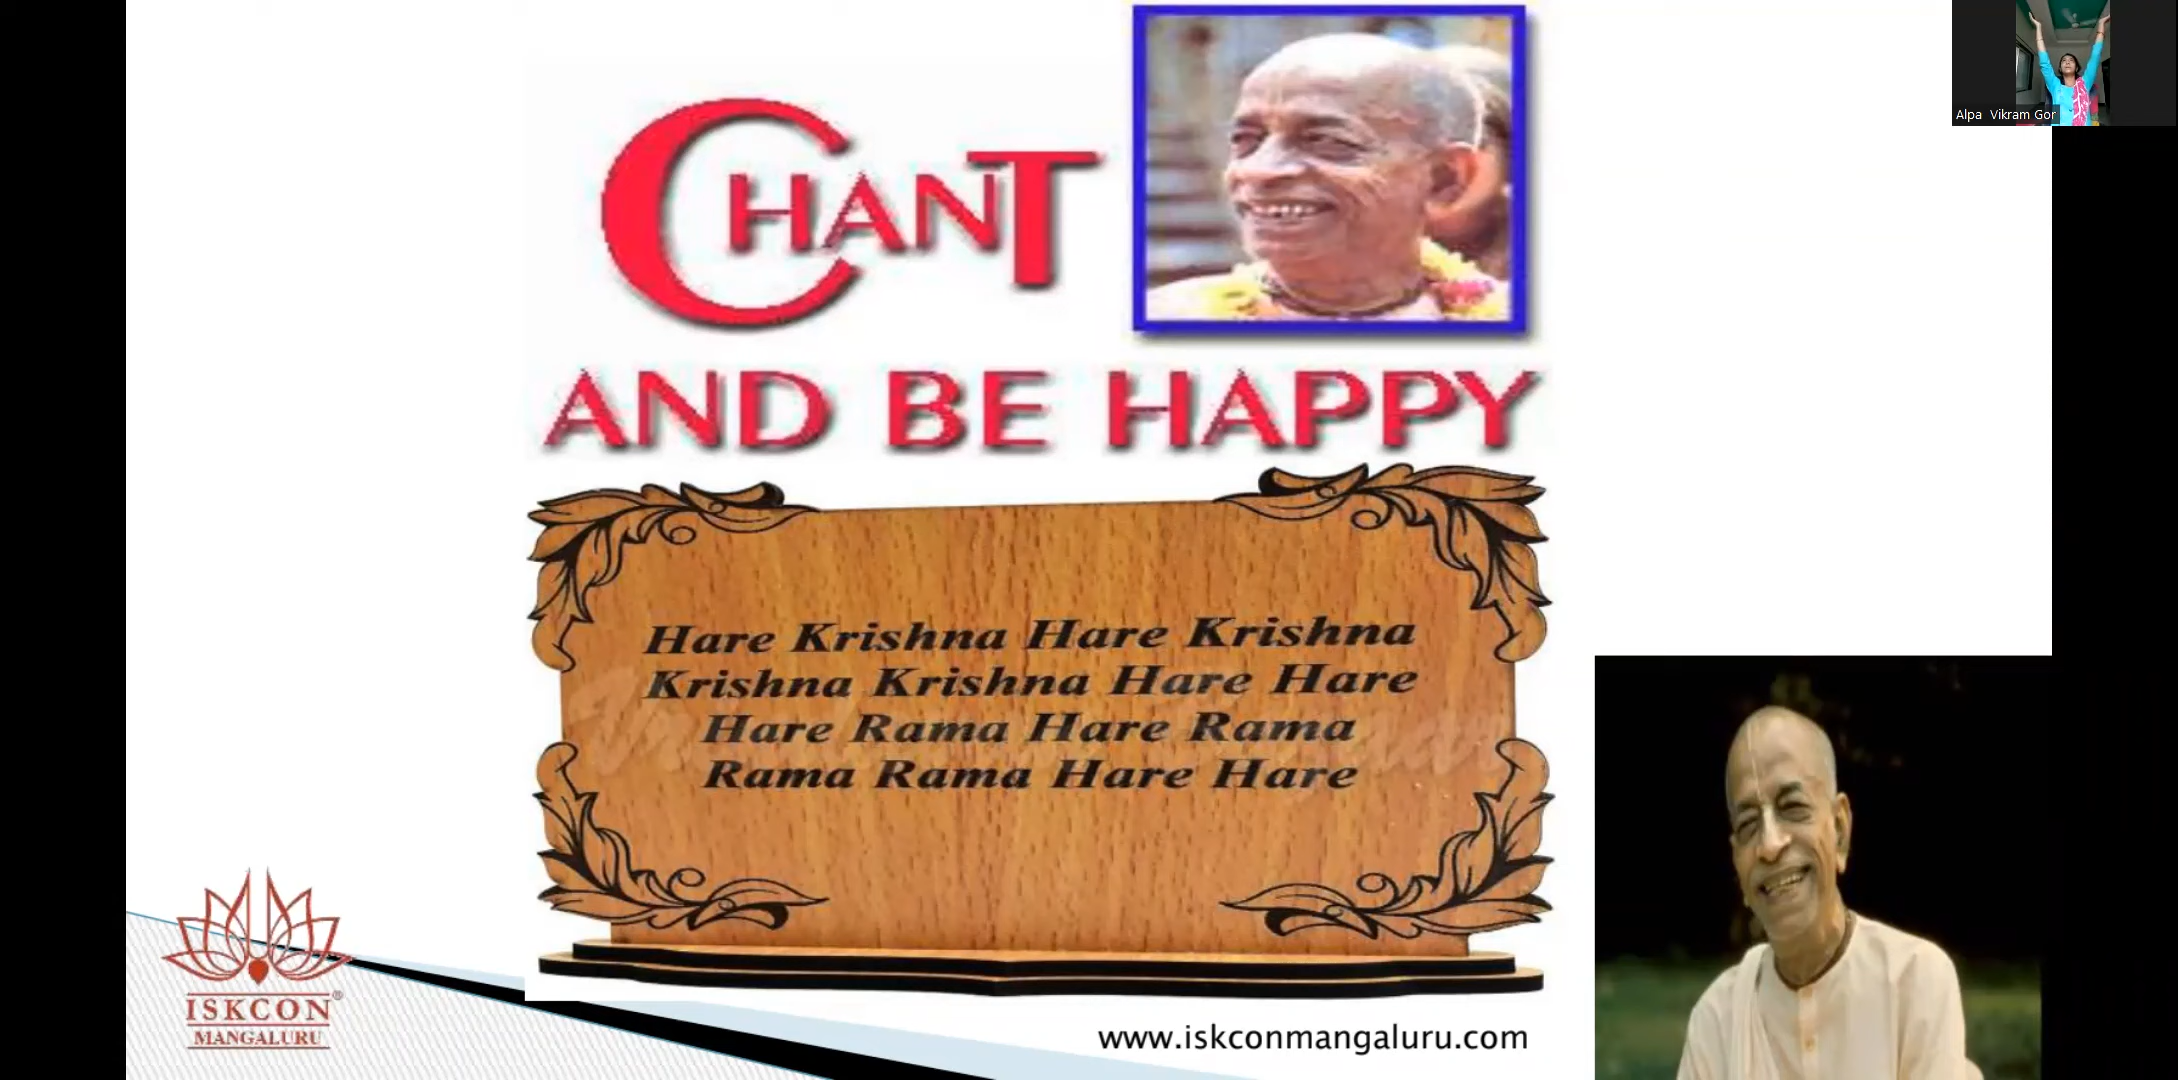 Alpa Vikram Gor
CHANT
AND BE HAPPY
Hare Krishna Hare Krishna
Krishna Krishna Hare Hare
Hare Rama Hare Rama
Rama Rama Hare Hare
ISKCON®
MANGALURU
www.iskconmangaluru.com